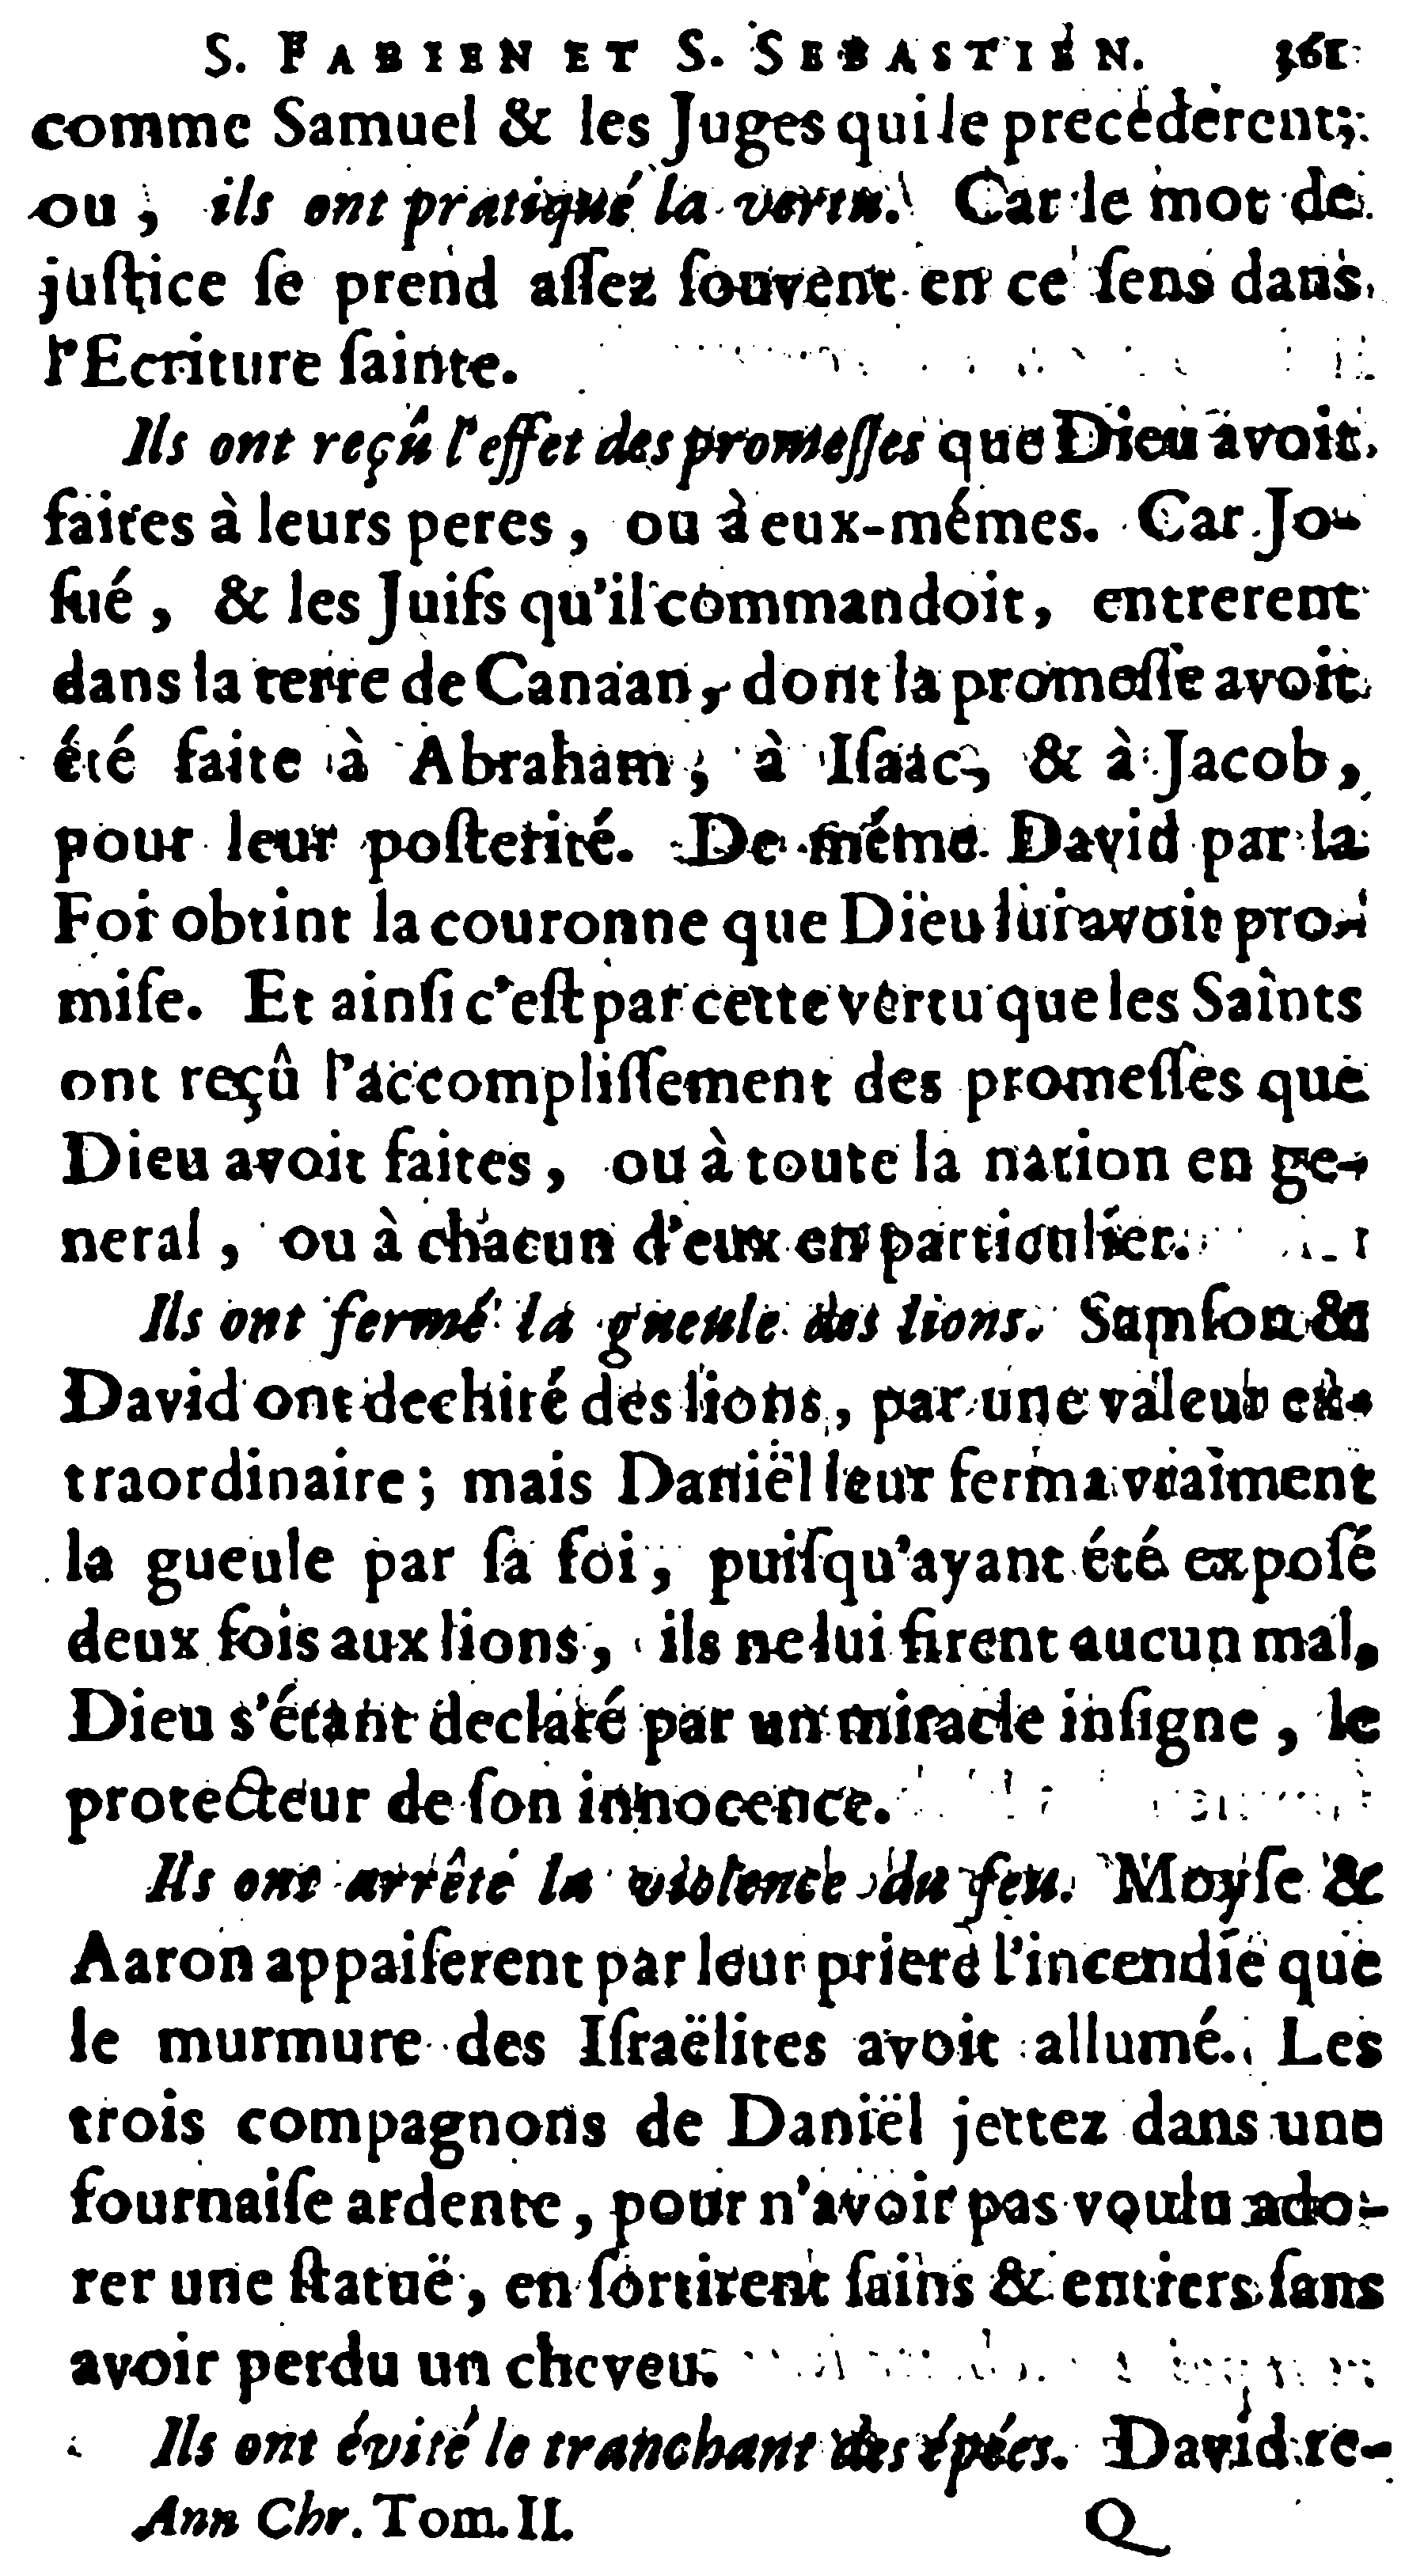 S. FABIEN ET S. SEBASTIEN. 361
comme Samuel & les Juges qui le precéderent;
ou, ils ont pratiqué la vertu. Car le mot de
juſtice ſe prend aſſez ſouvent en ce ſens dans
l'Ecriture ſainte.
Ils ont reçû l'effet des promeſſes que Dieu avoit
faites à leurs peres, ou à eux-mémes. Car Jo-
ſué, & les Juifs qu'il commandoit, entrerent
dans la terre de Canaan, dont la promeſſe avoit
été faite à Abraham, à Iſaac, & à Jacob,
pour leur poſterité. De méme David par la
Foi obtint la couronne que Dieu lui avoit pro-
miſe. Et ainſi c'eſt par cette vertu que les Saints
ont reçû l'accompliſſement des promeſſes que
Dieu avoit faites, ou à toute la nation en ge-
neral, ou à chacun d'eux en particulier.
Ils ont fermé la gueule des lions. Samſon &
David ont dechiré des lions, par une valeur ex-
traordinaire; mais Daniël leur ferma vraiment
la gueule par ſa foi, puiſqu'ayant été expoſé
deux fois aux lions, ils ne lui firent aucun mal,
Dieu s'étant declaré par un miracle inſigne, le
protecteur de ſon innocence.
Ils ont arrêté la violence du feu. Moyſe &
Aaron appaiſerent par leur priere l'incendie que
le murmure des Iſraëlites avoit allumé. Les
trois compagnons de Daniël jettez dans une
fournaiſe ardente, pour n'avoir pas voulu ado-
rer une ſtatuë, en ſortirent ſains & entiers ſans
avoir perdu un cheveu.
Ils ont évité le tranchant des épées. David re-
Ann Chr. Tom. II. Q